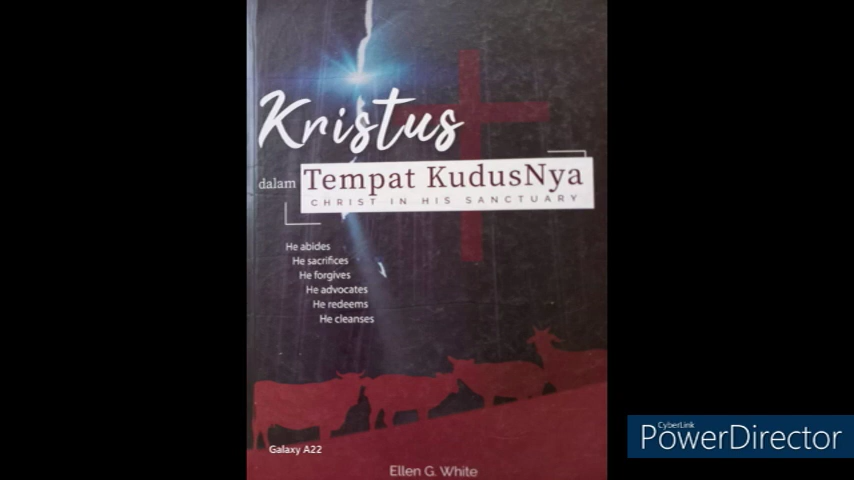 Kristus
dalam Tempat KudusNya
CHRIST IN HIS SANCTUARY
He abides
He sacrifices
He forgives
He advocates
He redeems
He cleanses
Galaxy A22
Ellen G. White
CyberLink
PowerDirector